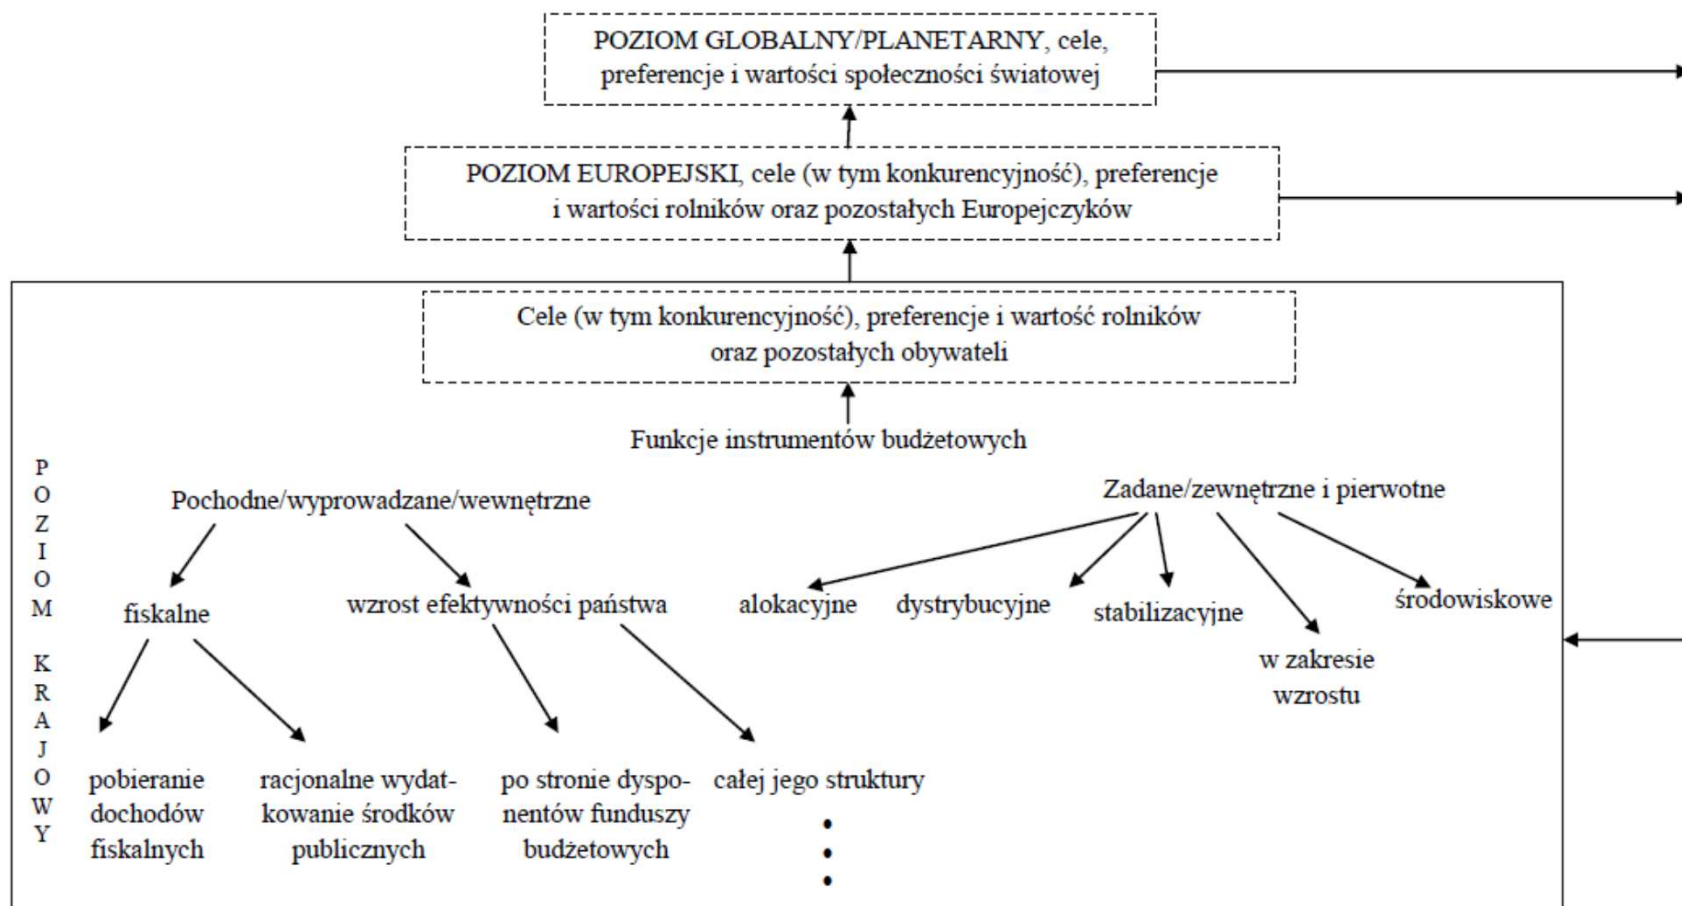 POZIOM GLOBALNY/PLANETARNY, cele,
preferencje i wartości społeczności światowej
POZIOM EUROPEJSKI, cele (w tym konkurencyjność), preferencje
i wartości rolników oraz pozostałych Europejczyków
Cele (w tym konkurencyjność), preferencje i wartość rolników
oraz pozostałych obywateli
Funkcje instrumentów budżetowych
POZIOM KRAJOWY
Pochodne/wyprowadzane/wewnętrzne
Zadane/zewnętrzne i pierwotne
fiskalne
wzrost efektywności państwa
alokacyjne
dystrybucyjne
stabilizacyjne
w zakresie
wzrostu
środowiskowe
pobieranie
dochodów
fiskalnych
racjonalne wydat-
kowanie środków
publicznych
po stronie dyspo-
nentów funduszy
budżetowych
całej jego struktury